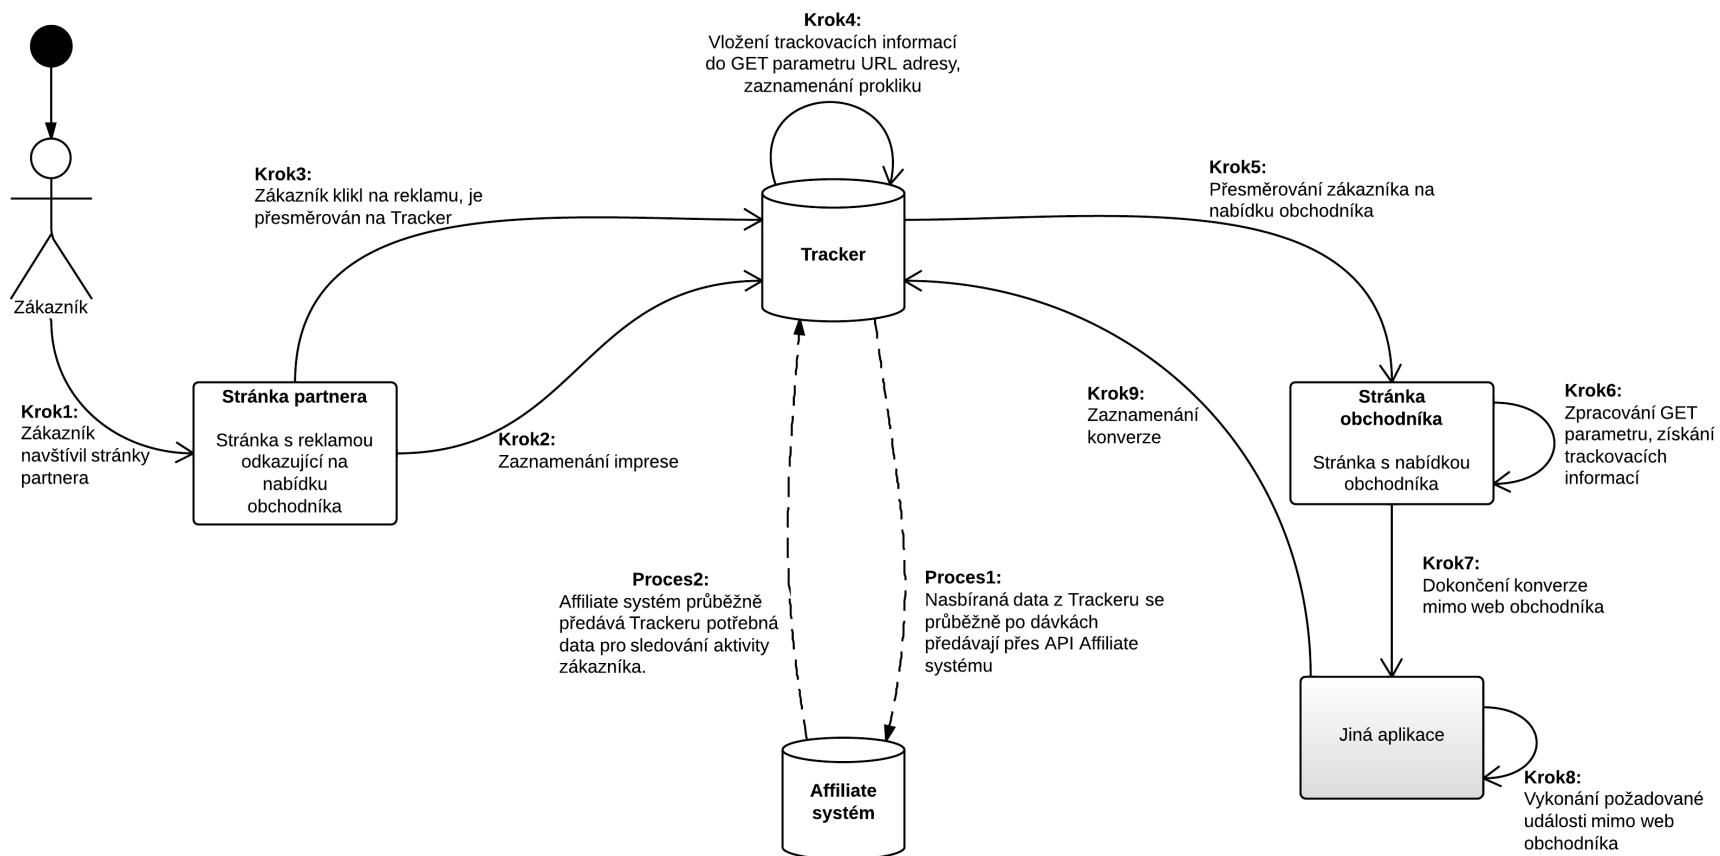 Krok4:
Vložení trackovacích informací
do GET parametru URL adresy,
zaznamenání prokliku
Krok3:
Zákazník klikl na reklamu, je
přesměrován na Tracker
Krok5:
Přesměrování zákazníka na
nabídku obchodníka
Tracker
Zákazník
Krok1:
Zákazník
navštívil stránky
partnera
Stránka partnera
Stránka s reklamou
odkazující na
nabídku
obchodníka
Krok2:
Zaznamenání imprese
Krok9:
Zaznamenání
konverze
Stránka
obchodníka
Stránka s nabídkou
obchodníka
Krok6:
Zpracování GET
parametru, získání
trackovacích
informací
Proces2:
Affiliate systém průběžně
předává Trackeru potřebná
data pro sledování aktivity
zákazníka.
Proces1:
Nasbíraná data z Trackeru se
průběžně po dávkách
předávají přes API Affiliate
systému
Krok7:
Dokončení konverze
mimo web obchodníka
Jiná aplikace
Krok8:
Vykonání požadované
události mimo web
obchodníka
Affiliate
systém